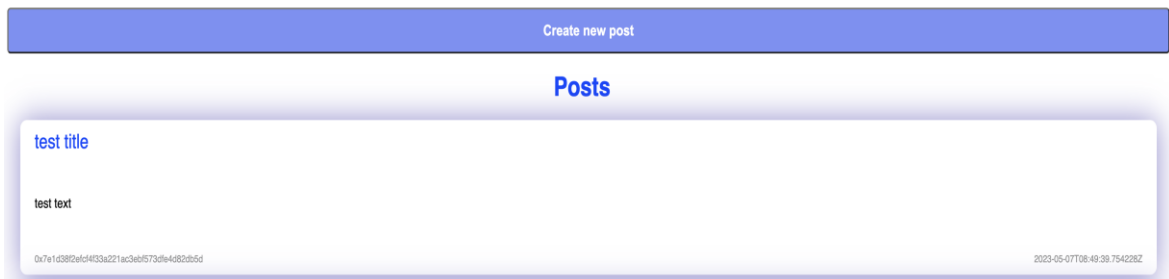 Create new post
Posts
test title
test text
0x7e1d38f2efcf4f33a221ac3ebf573dfe4d82db5d
2023-05-07T08:49:39.754226Z